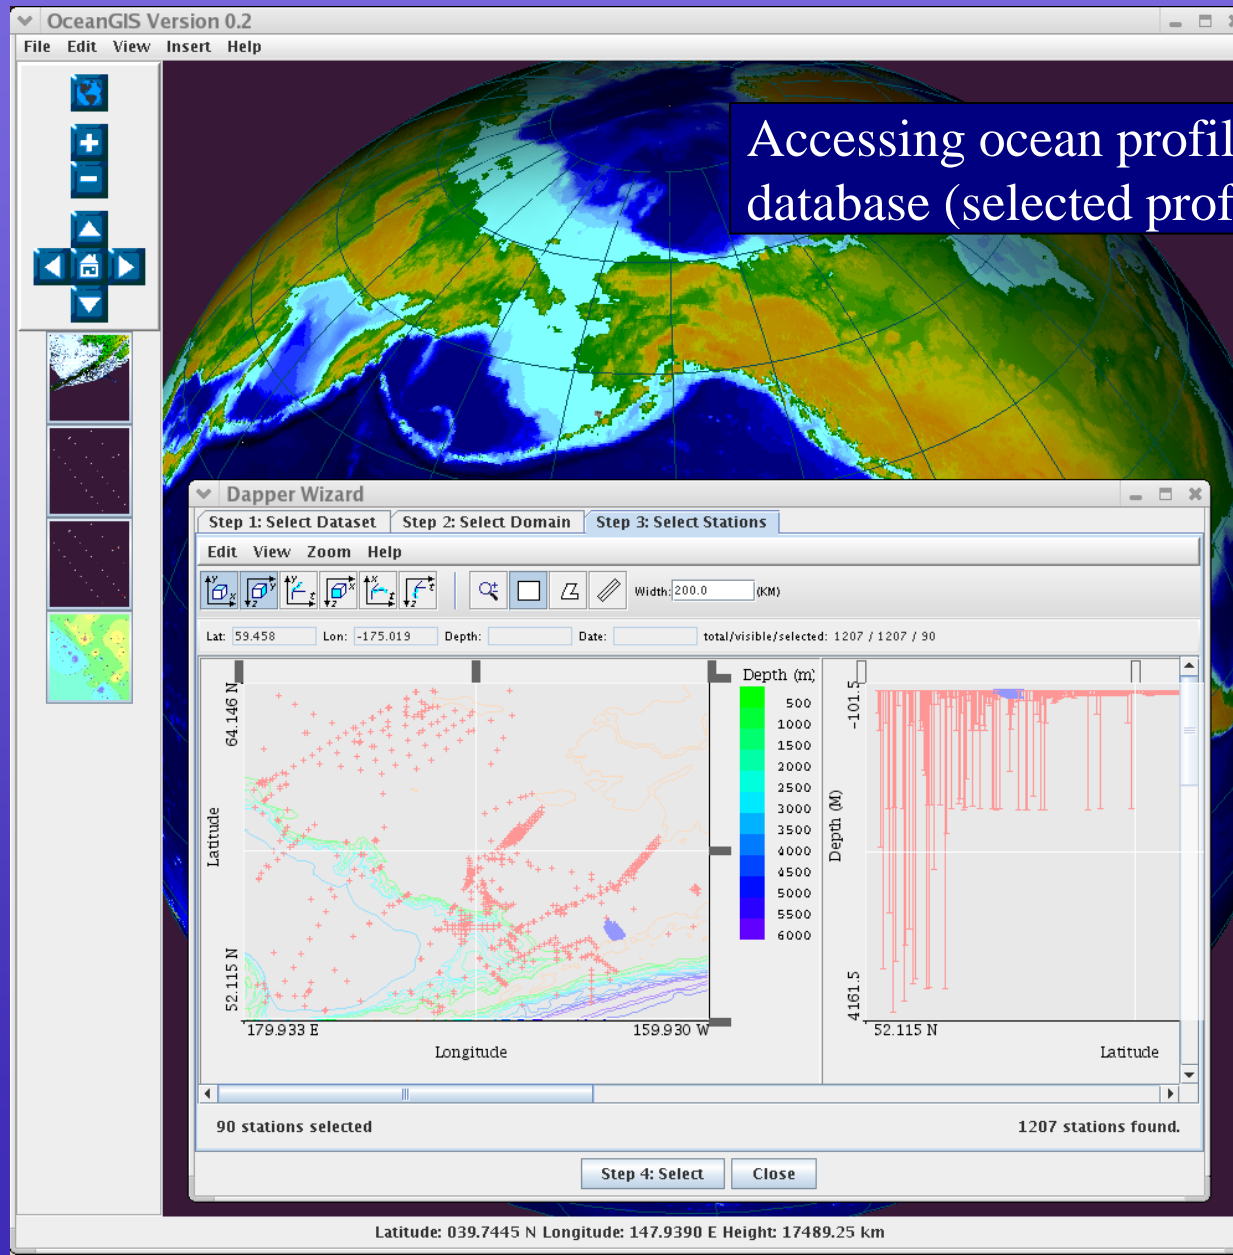 OceanGIS Version 0.2
File Edit View Insert Help
Accessing ocean profil
database (selected prof
Dapper Wizard
Step 1: Select Dataset Step 2: Select Domain Step 3: Select Stations
Edit View Zoom Help
y x y z y t x z x t t z Width: 200.0 (KM)
Lat: 59.458 Lon: -175.019 Depth: Date: total/visible/selected: 1207 / 1207 / 90
64.146 N
Latitude
52.115 N
179.933 E 159.930 W
Longitude
Depth (m)
500
1000
1500
2000
2500
3000
3500
4000
4500
5000
5500
6000
-101.5
Depth (M)
4161.5
52.115 N
Latitude
90 stations selected 1207 stations found.
Step 4: Select Close
Latitude: 039.7445 N Longitude: 147.9390 E Height: 17489.25 km